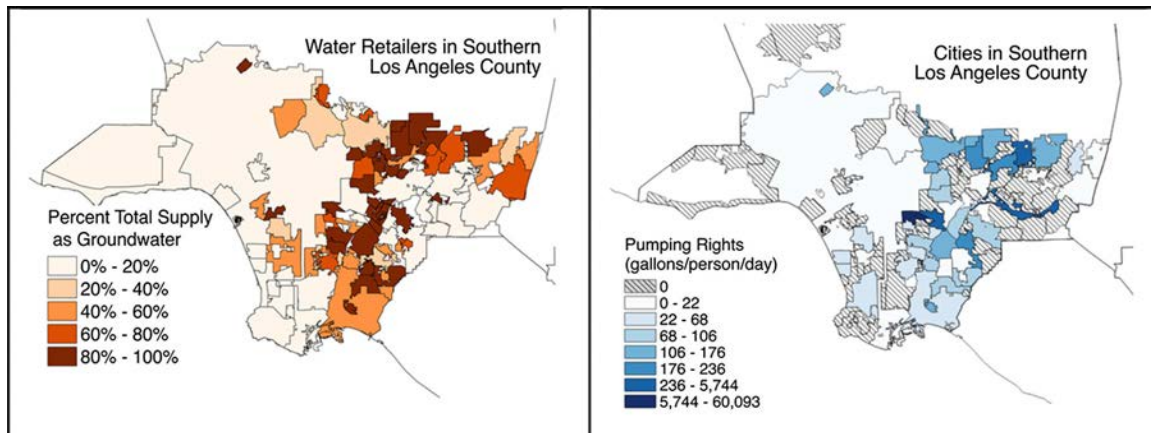 Water Retailers in Southern
Los Angeles County
Percent Total Supply
as Groundwater
0% - 20%
20% - 40%
40% - 60%
60% - 80%
80% - 100%
Cities in Southern
Los Angeles County
Pumping Rights
(gallons/person/day)
0
0 - 22
22 - 68
68 - 106
106 - 176
176 - 236
236 - 5,744
5,744 - 60,093